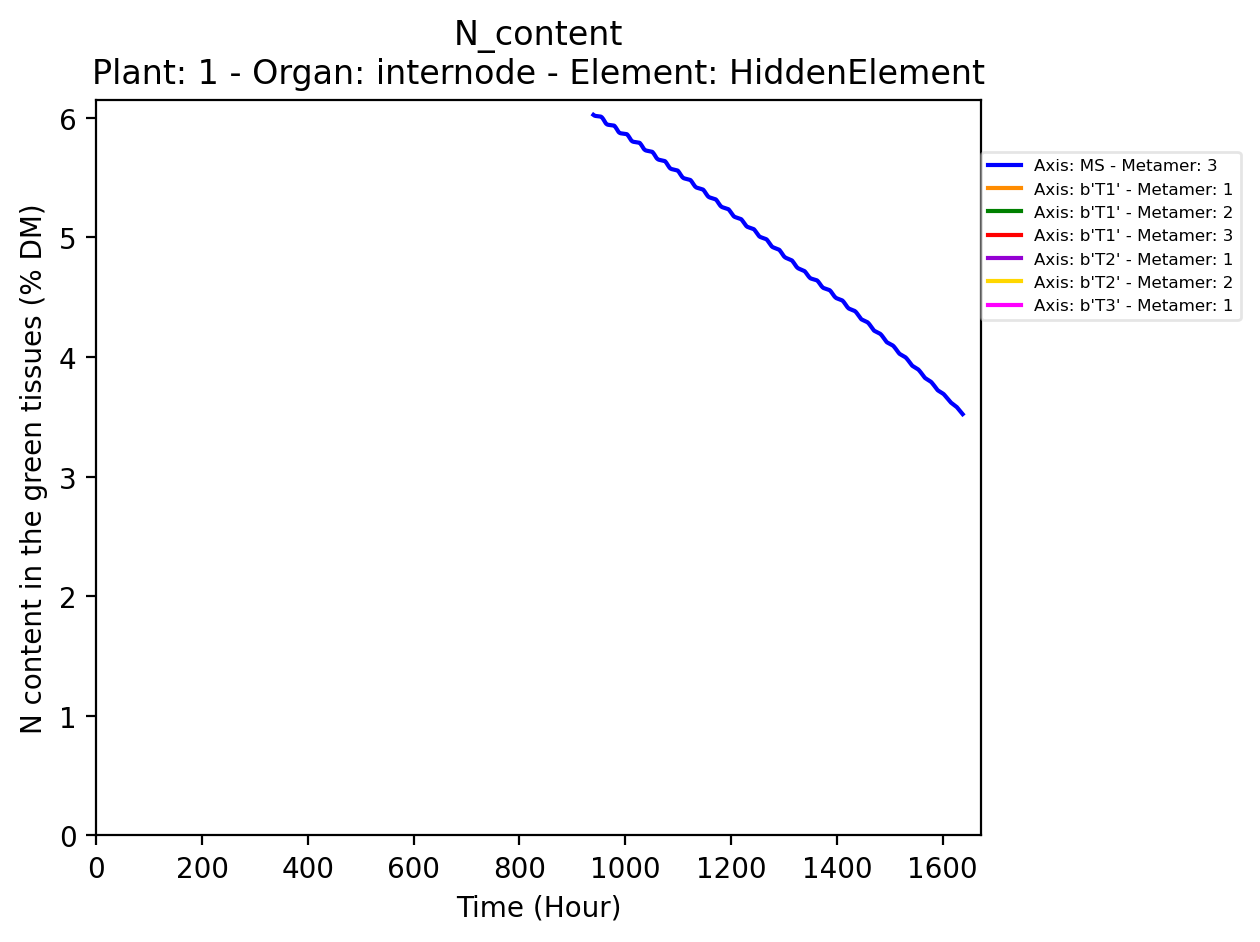 N_content
Plant: 1 - Organ: internode - Element: HiddenElement
N content in the green tissues (% DM)
6
5
4
3
2
1
0
0 200 400 600 800 1000 1200 1400 1600
Time (Hour)
Axis: MS - Metamer: 3
Axis: b'T1' - Metamer: 1
Axis: b'T1' - Metamer: 2
Axis: b'T1' - Metamer: 3
Axis: b'T2' - Metamer: 1
Axis: b'T2' - Metamer: 2
Axis: b'T3' - Metamer: 1